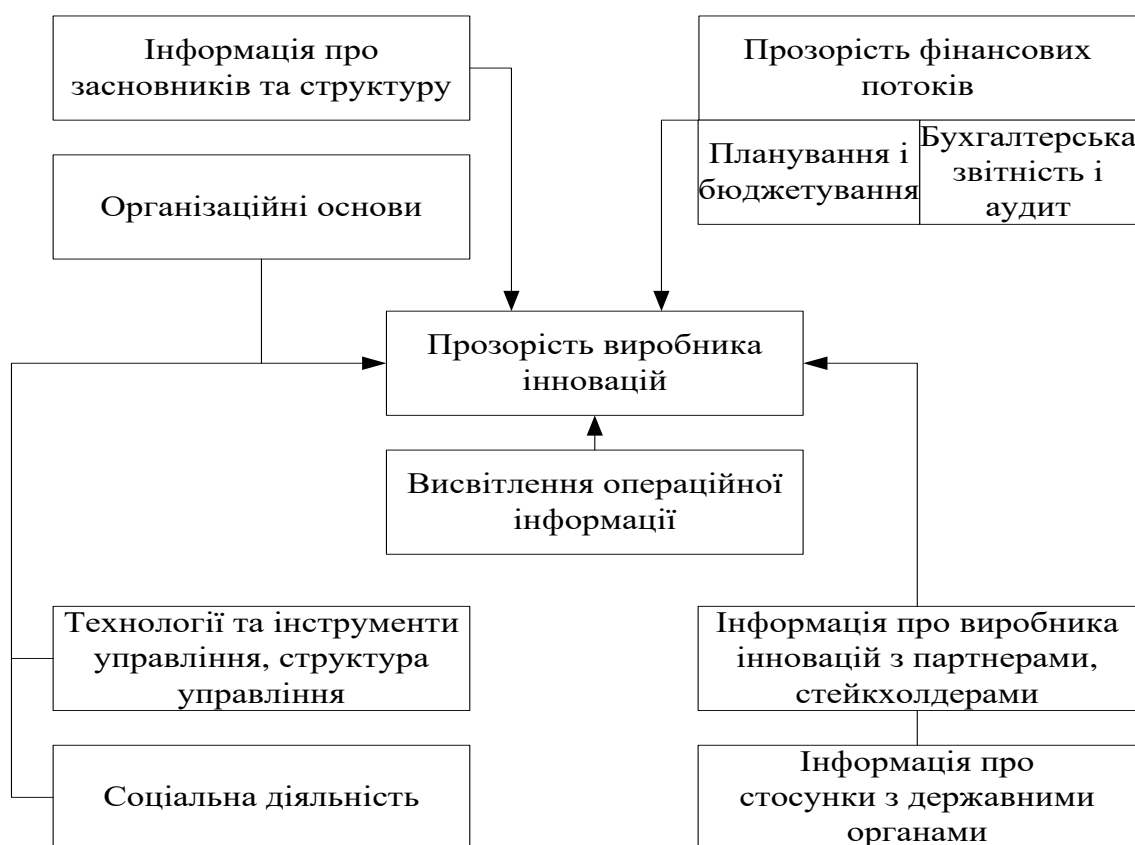 Інформація про
засновників та структуру
Прозорість фінансових
потоків
Планування і
бюджетування
Бухгалтерська
звітність і
аудит
Організаційні основи
Прозорість виробника
інновацій
Висвітлення операційної
інформації
Технології та інструменти
управління, структура
управління
Інформація про виробника
інновацій з партнерами,
стейкхолдерами
Соціальна діяльність
Інформація про
стосунки з державними
органами